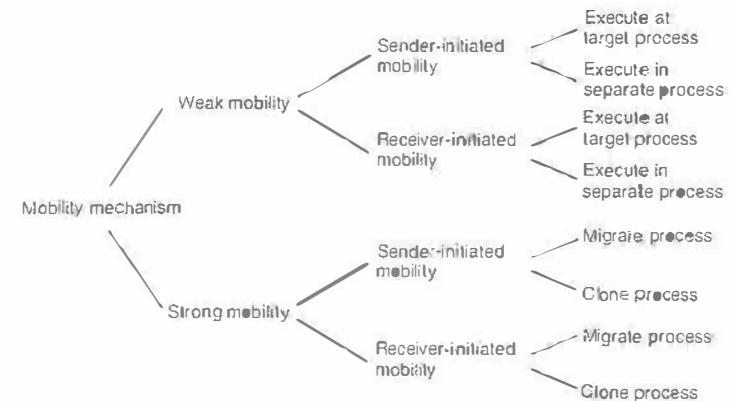 Execute at
target process
Sender-initiated
mobility
Execute in
separate process
Weak mobility
Execute at
target process
Receiver-initiated
mobility
Execute in
separate process
Mobility mechanism
Migrate process
Sender-initiated
mobility
Clone process
Strong mobility
Migrate process
Receiver-initiated
mobility
Clone process